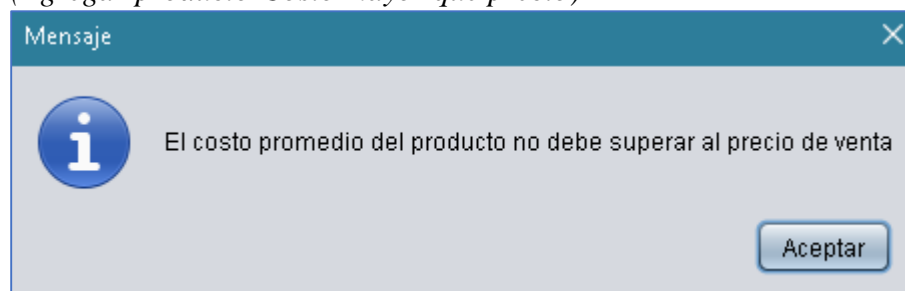 Mensaje
El costo promedio del producto no debe superar al precio de venta
Aceptar